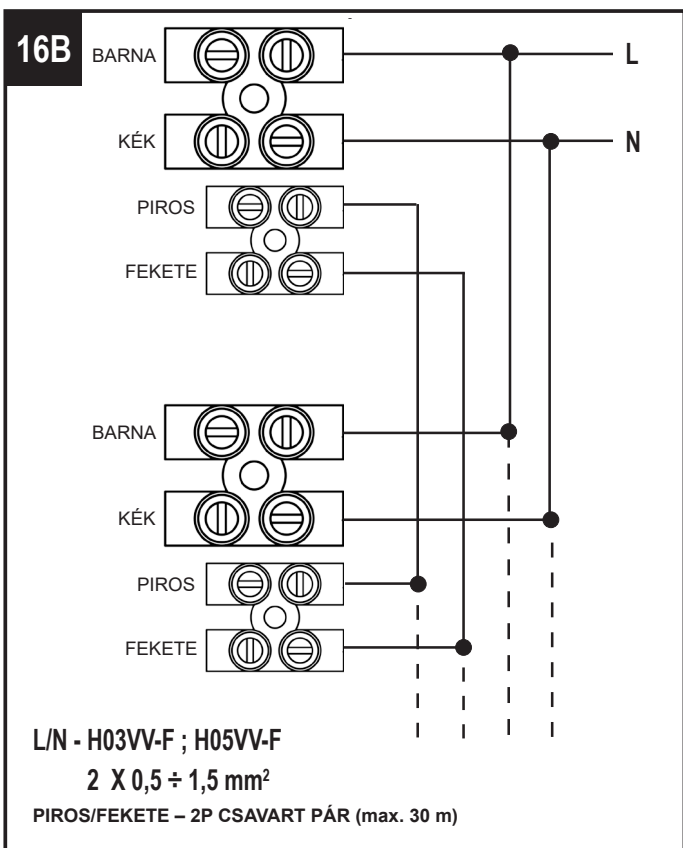 16B
BARNA
L
KÉK
N
PIROS
FEKETE
BARNA
KÉK
PIROS
FEKETE
L/N - H03VV-F ; H05VV-F
2 X 0,5 ÷ 1,5 mm²
PIROS/FEKETE – 2P CSAVART PÁR (max. 30 m)